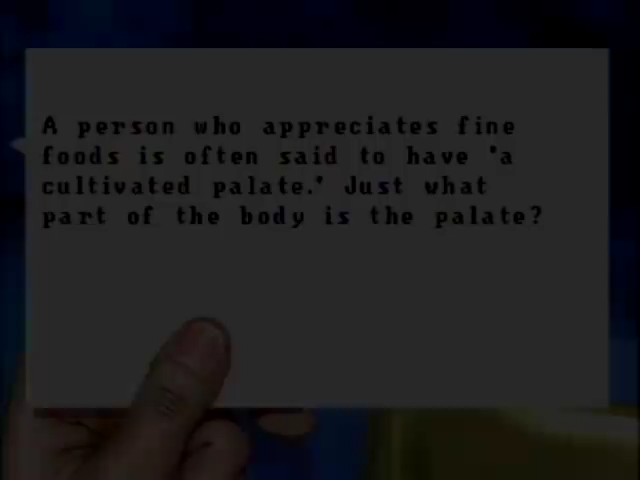 A person who appreciates fine
foods is often said to have "a
cultivated palate." Just what
part of the body is the palate?